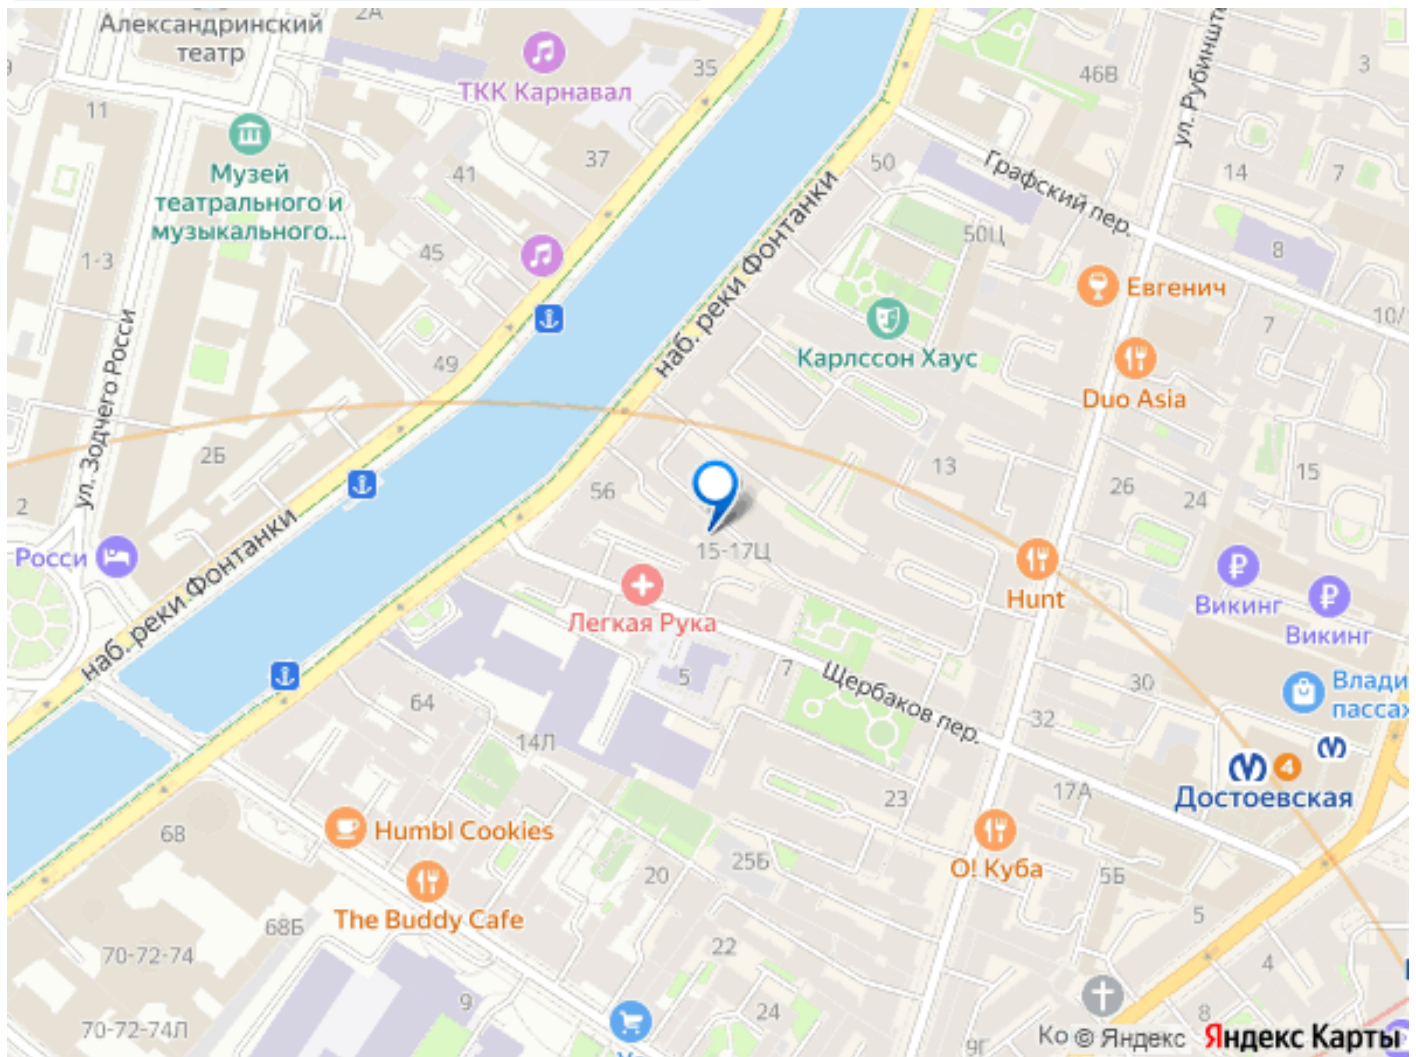 Александринский
театр
2А
ТКК Карнавал
35
46В
ул. Рубиншт
3
11
Музей
театрального и
музыкального...
41
37
50
Графский пер.
14
7
1-3
45
наб. реки Фонтанки
50Ц
8
Евгенич
Карлссон Хаус
7
10/
49
Duo Asia
ул. Зодчего Росси
2Б
13
15
2
56
26
24
15-17Ц
Росси
наб. реки Фонтанки
Легкая Рука
Hunt
Викинг
Викинг
5
7
Щербаков пер.
30
Влади
пассаж
64
32
14Л
4
Достоевская
17А
23
68
Humbl Cookies
25Б
О! Куба
20
5Б
The Buddy Cafe
68Б
5
70-72-74
22
4
9
24
8
70-72-74Л
9Г
Ко © Яндекс
Яндекс Карты